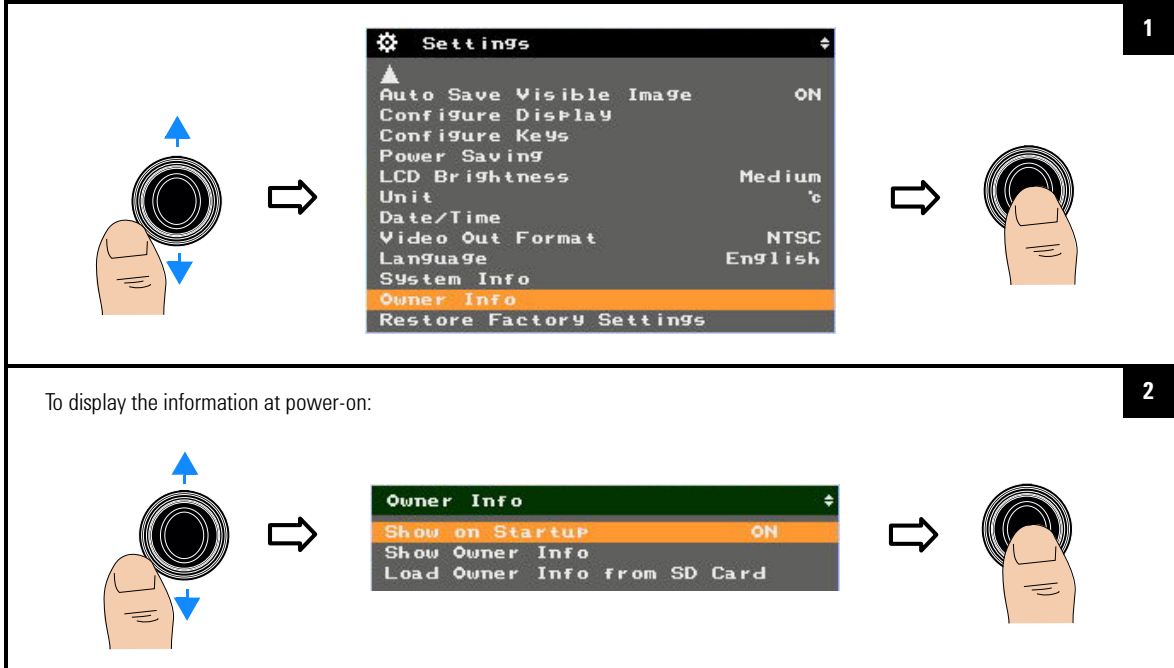 1
Settings
Auto Save Visible Image ON
Configure Display
Configure Keys
Power Saving
LCD Brightness Medium
Unit °c
Date/Time
Video Out Format NTSC
Language English
System Info
Owner Info
Restore Factory Settings
2
To display the information at power-on:
Owner Info
Show on Startup ON
Show Owner Info
Load Owner Info from SD Card